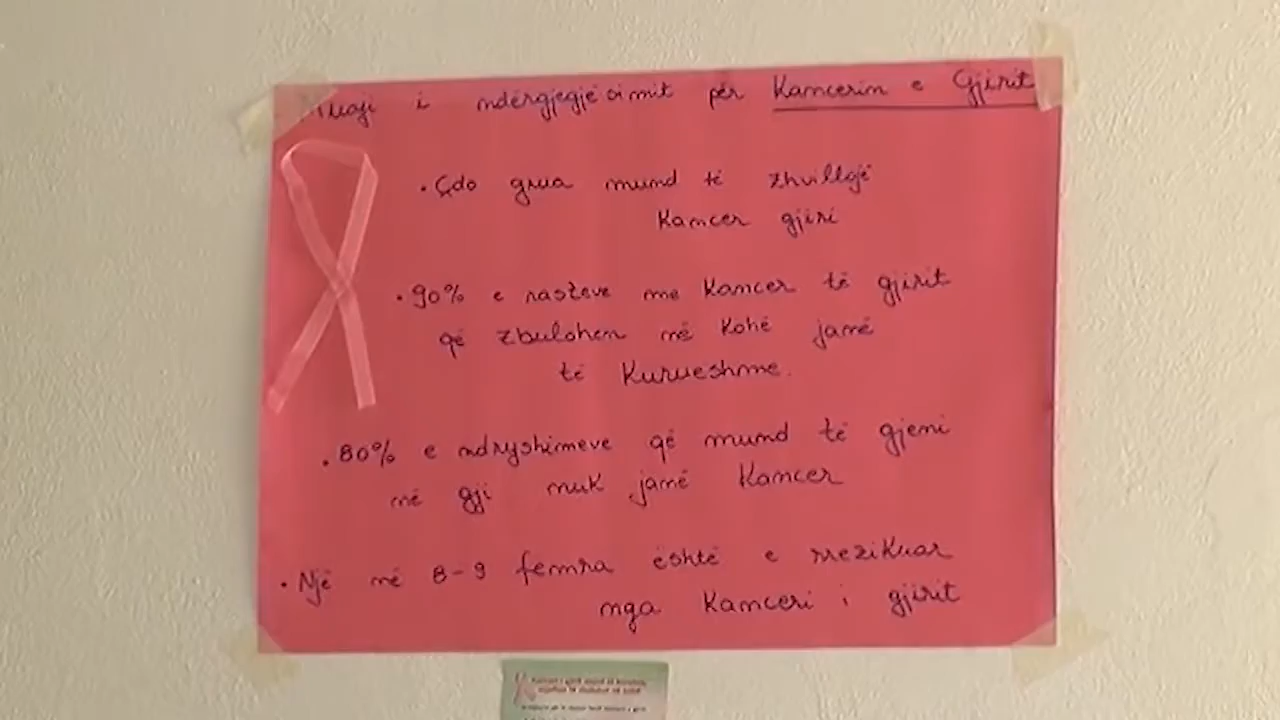 Muaji i ndërgjegjësimit për Kancerin e Gjirit
• Çdo grua mund të zhvillojë
Kancer gjiri
• 90% e rasteve me Kancer të gjirit
që zbulohen në Kohë janë
të Kurueshme.
• 80% e ndryshimeve që mund të gjeni
në gji nuk janë Kancer
• Një në 8-9 femra është e rrezikuar
nga Kanceri i gjirit